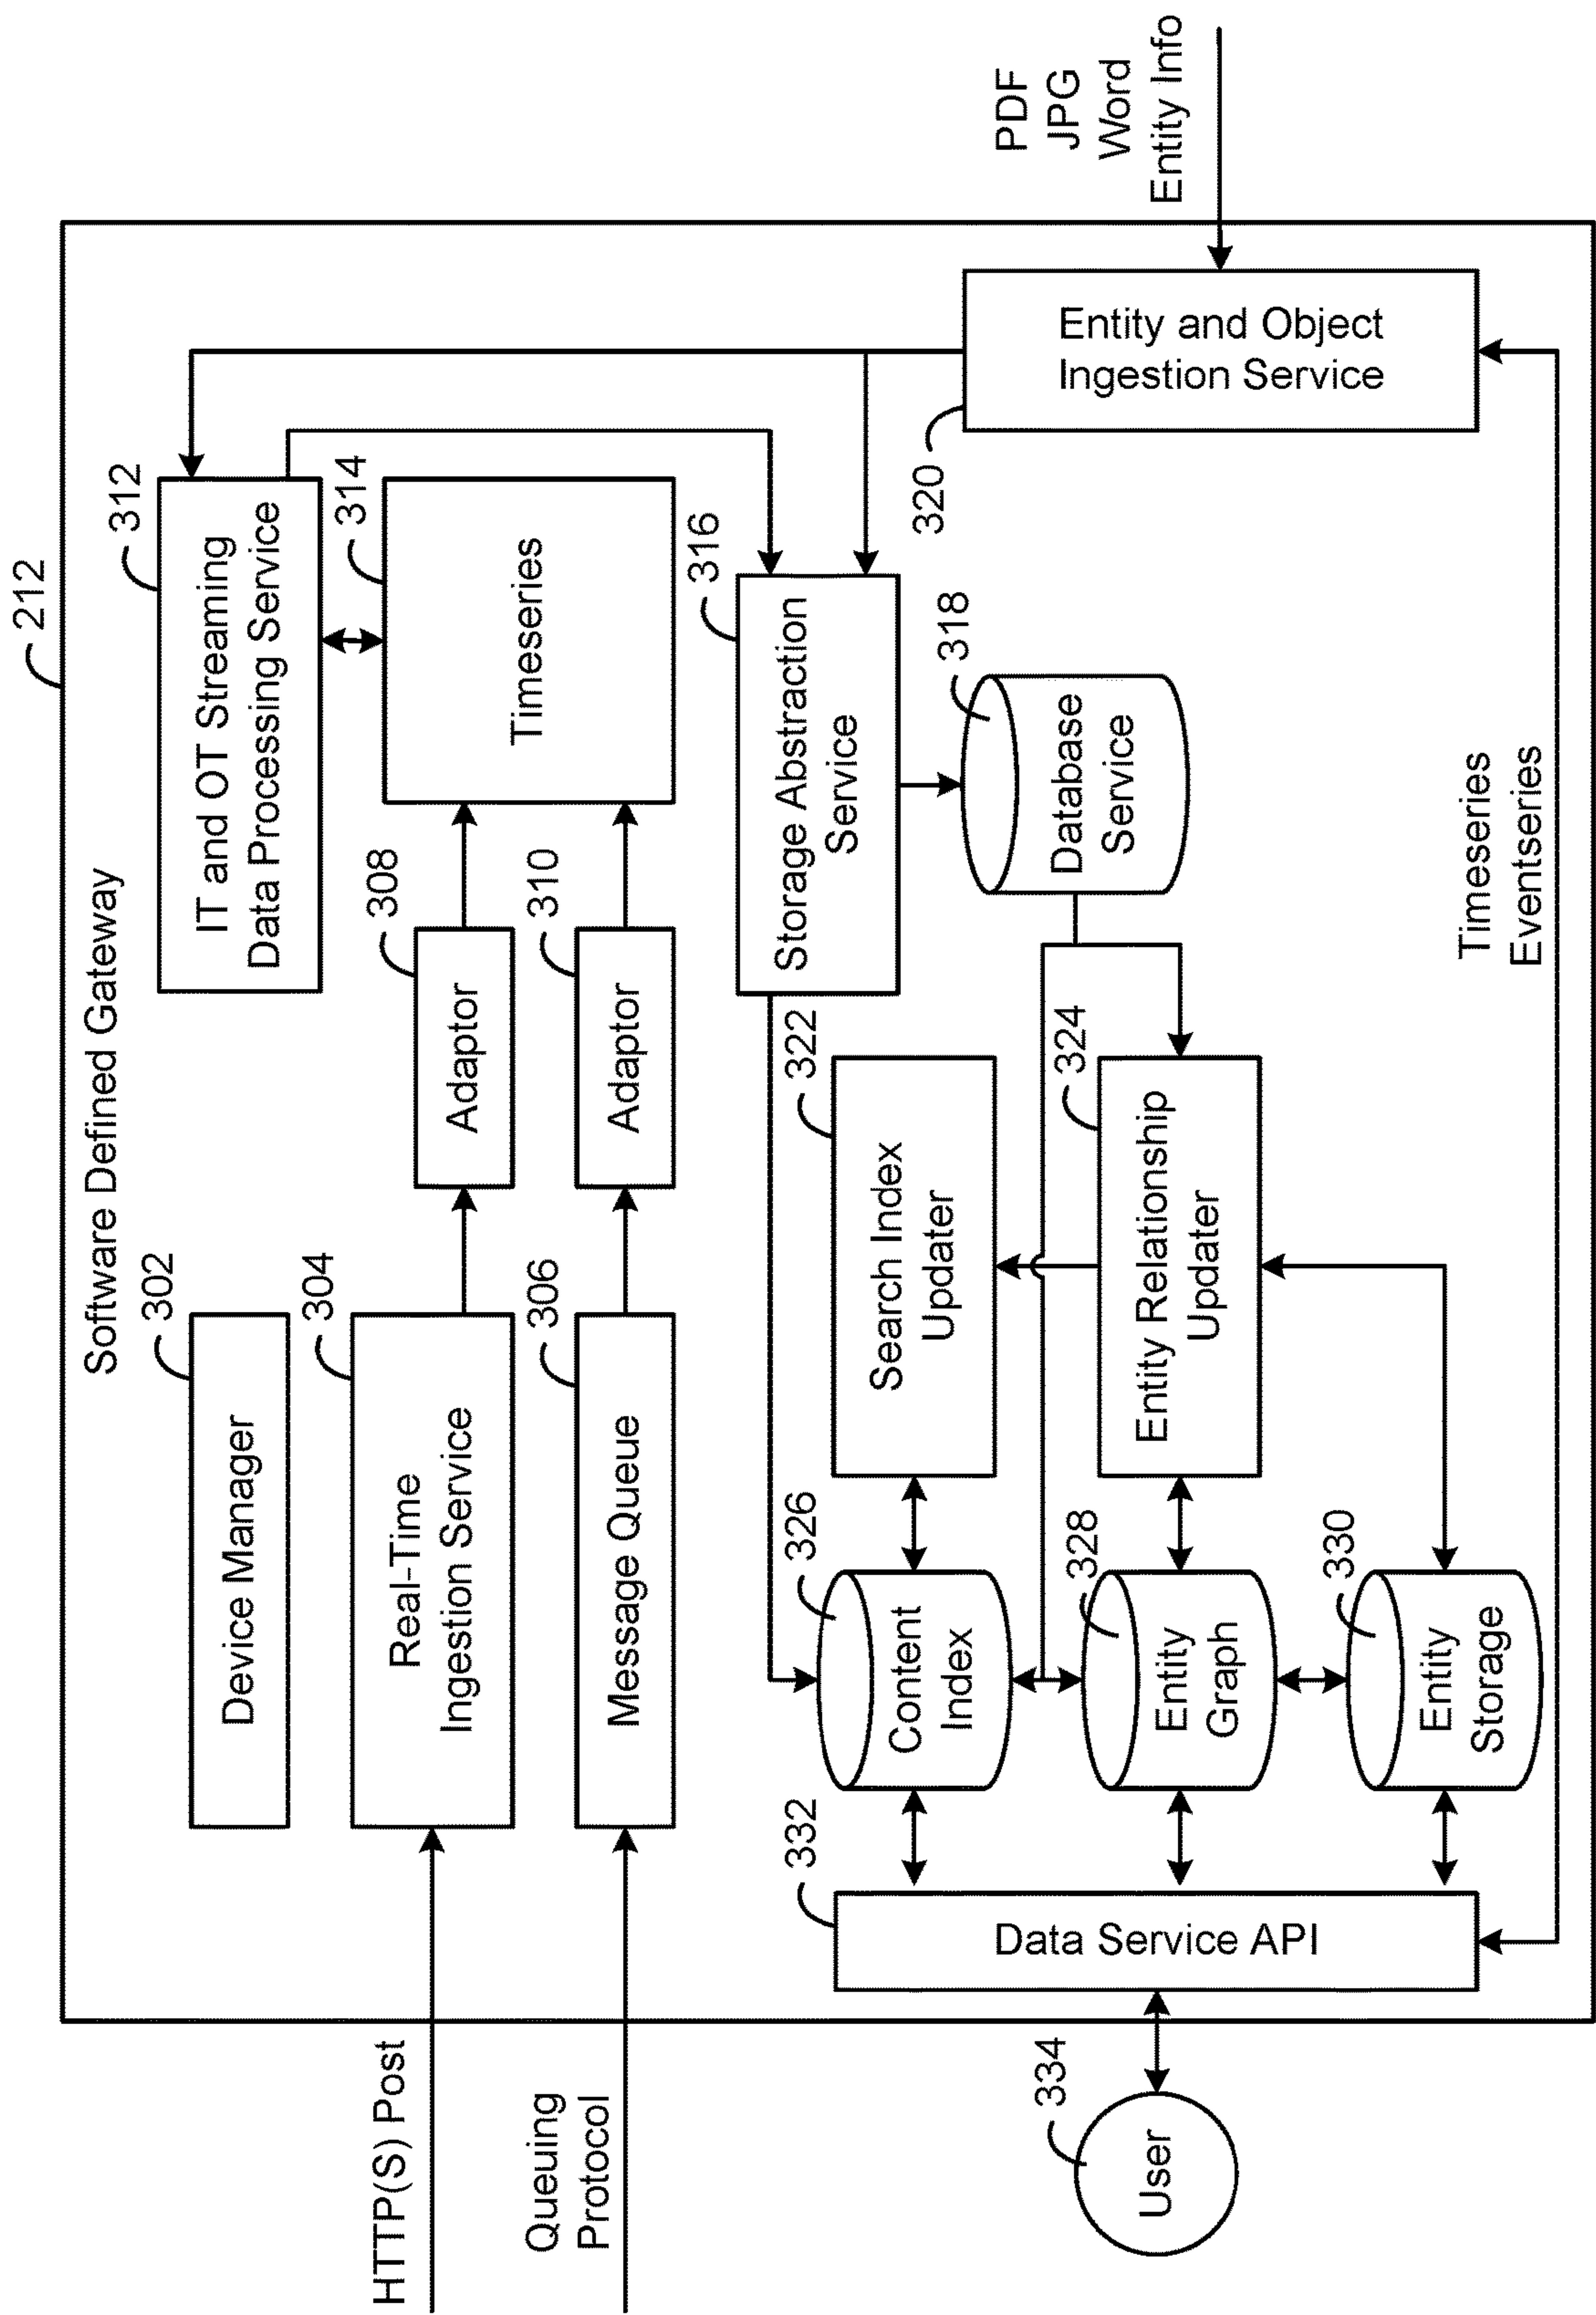 212
Software Defined Gateway
HTTP(S) Post
Queuing
Protocol
302
Device Manager
304
Real-Time
Ingestion Service
306
Message Queue
308
Adaptor
310
Adaptor
312
IT and OT Streaming
Data Processing Service
314
Timeseries
316
Storage Abstraction
Service
318
Database
Service
320
Entity and Object
Ingestion Service
PDF
JPG
Word
Entity Info
322
Search Index
Updater
324
Entity Relationship
Updater
326
Content
Index
328
Entity
Graph
330
Entity
Storage
332
Data Service API
334
User
Timeseries
Eventseries